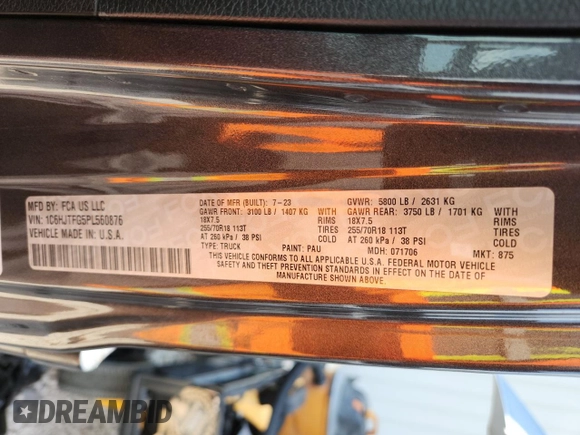 MFD BY: FCA US LLC
VIN: 1C6HJTFG5PL560876
VEHICLE MADE IN: U.S.A.
DATE OF MFR (BUILT): 7-23
GAWR FRONT: 3100 LB / 1407 KG WITH
18X7.5 RIMS
255/70R18 113T TIRES
AT 260 kPa / 38 PSI COLD
GVWR: 5800 LB / 2631 KG
GAWR REAR: 3750 LB / 1701 KG WITH
18X7.5 RIMS
255/70R18 113T TIRES
AT 260 kPa / 38 PSI COLD
TYPE: TRUCK PAINT: PAU MDH: 071706 MKT: 875
THIS VEHICLE CONFORMS TO ALL APPLICABLE U.S.A. FEDERAL MOTOR VEHICLE
SAFETY AND THEFT PREVENTION STANDARDS IN EFFECT ON THE DATE OF
MANUFACTURE SHOWN ABOVE.
DREAMBID